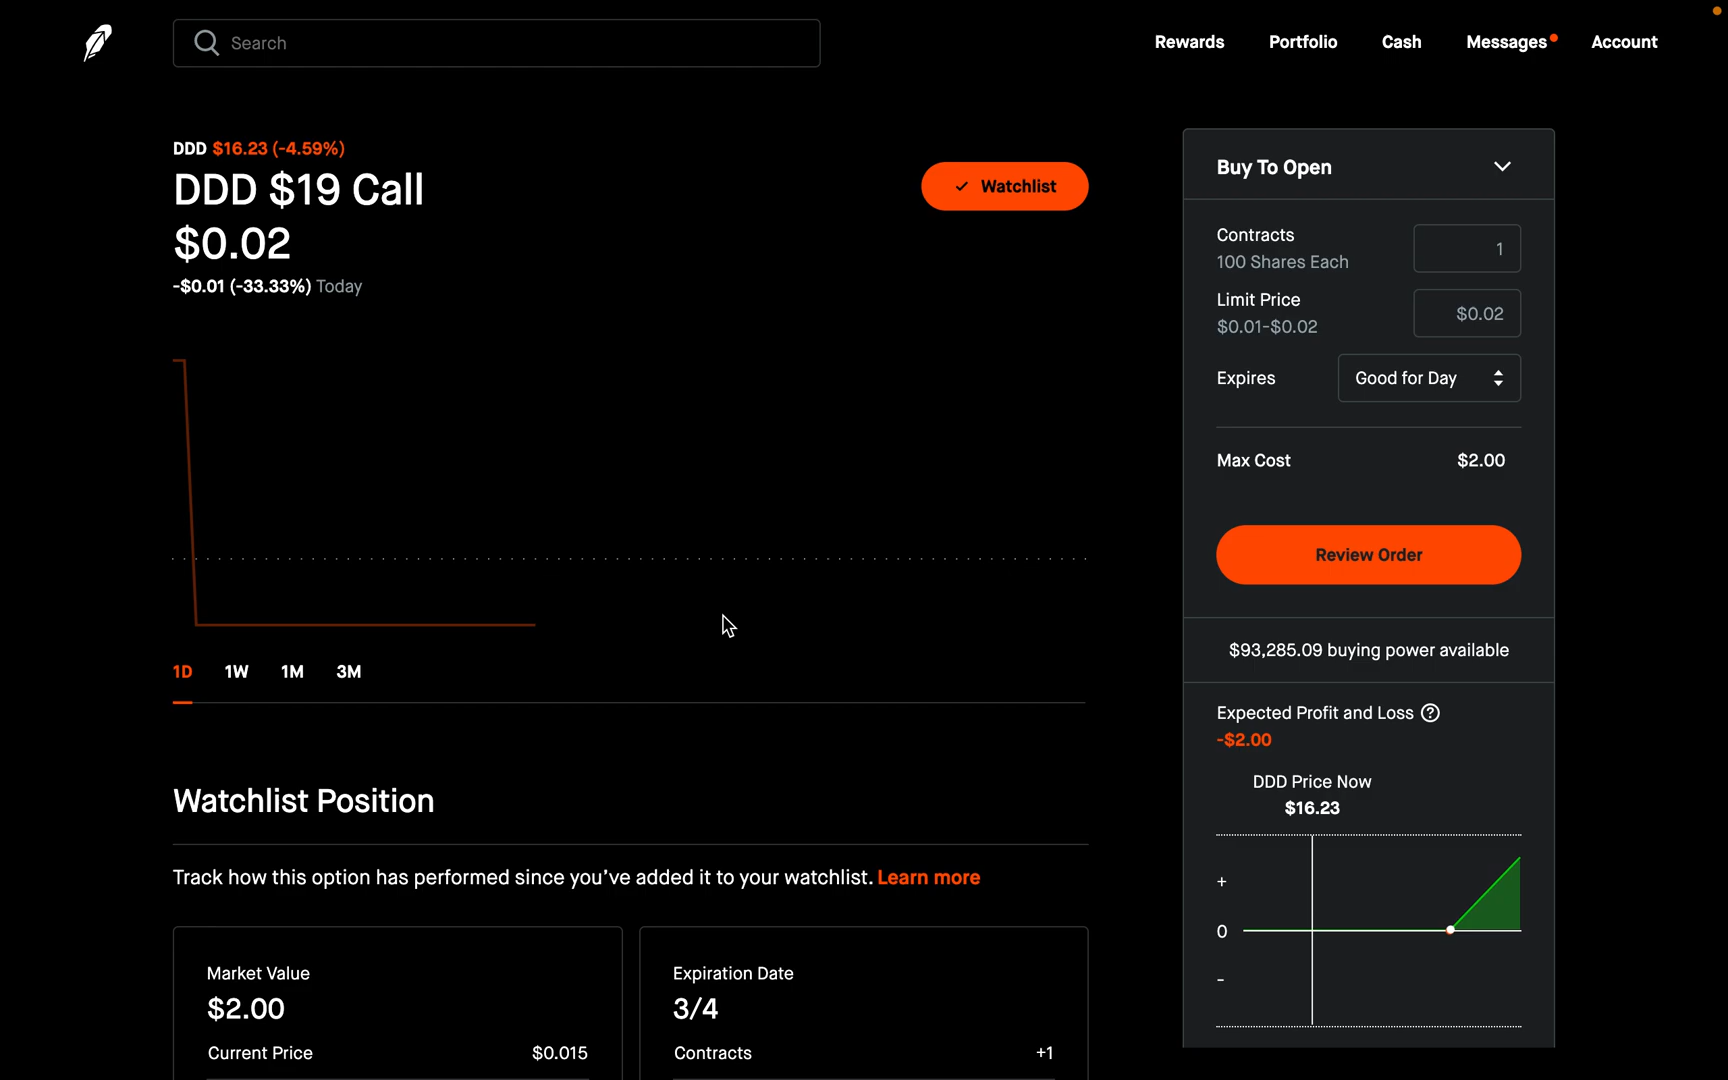 Search
Rewards
Portfolio
Cash
Messages
Account
DDD $16.23 (-4.59%)
DDD $19 Call
$0.02
-$0.01 (-33.33%) Today
Watchlist
1D 1W 1M 3M
Watchlist Position
Track how this option has performed since you've added it to your watchlist. Learn more
Market Value
$2.00
Current Price $0.015
Expiration Date
3/4
Contracts +1
Buy To Open
Contracts
100 Shares Each
1
Limit Price
$0.01-$0.02
$0.02
Expires
Good for Day
Max Cost $2.00
Review Order
$93,285.09 buying power available
Expected Profit and Loss ?
-$2.00
DDD Price Now
$16.23
+
0
-